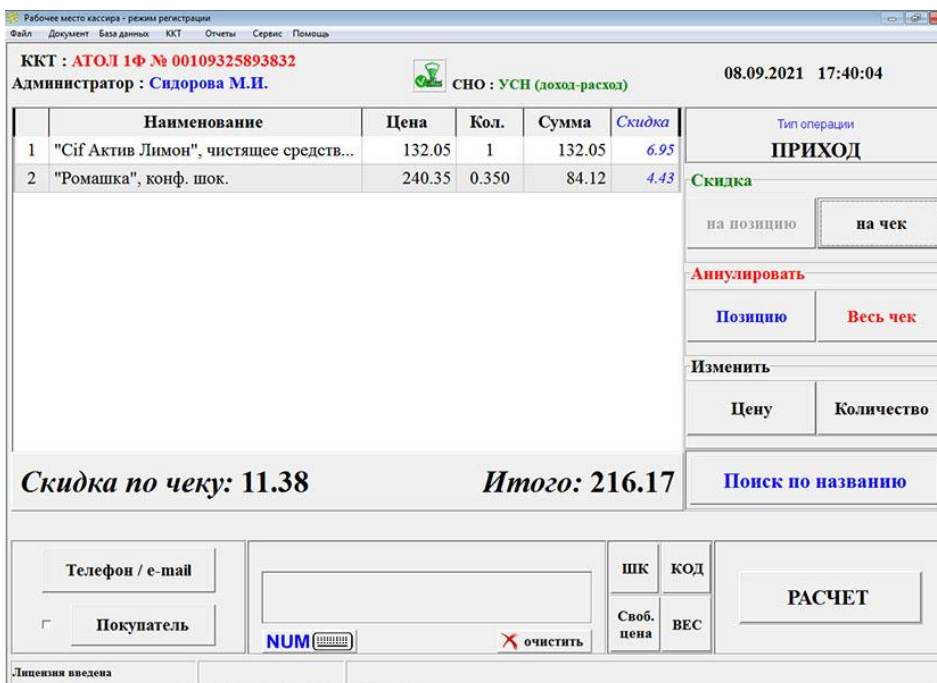 Рабочее место кассира - режим регистрации
Файл Документ База данных ККТ Отчеты Сервис Помощь
ККТ : АТОЛ 1Ф № 00109325893832
Администратор : Сидорова М.И.
СНО : УСН (доход-расход)
08.09.2021 17:40:04
Наименование Цена Кол. Сумма Скидка
1 "Cif Актив Лимон", чистящее средств... 132.05 1 132.05 6.95
2 "Ромашка", конф. шок. 240.35 0.350 84.12 4.43
Тип операции
ПРИХОД
Скидка
на позицию на чек
Аннулировать
Позицию Весь чек
Изменить
Цену Количество
Скидка по чеку: 11.38 Итого: 216.17
Поиск по названию
Телефон / e-mail
Покупатель
NUM
очистить
ШК КОД
Своб. цена ВЕС
РАСЧЕТ
Лицензия введена